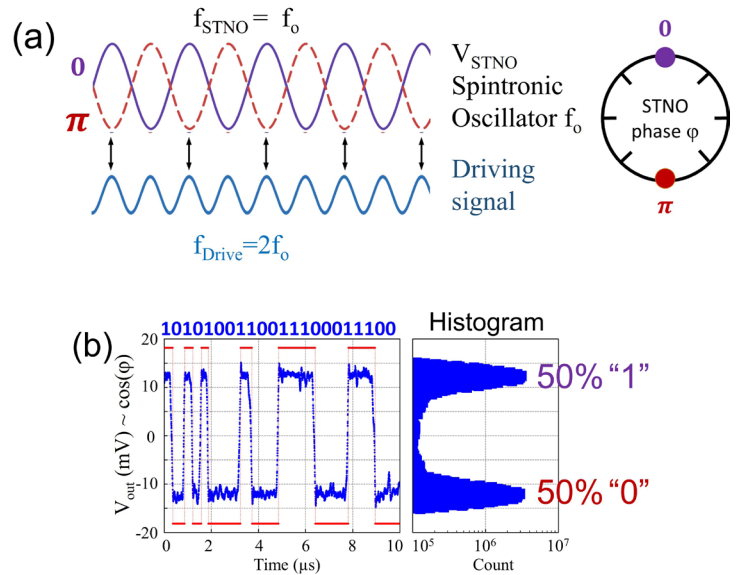 (a)
f_STNO = f_o
0
π
V_STNO
Spintronic
Oscillator f_o
Driving
signal
f_Drive=2f_o
0
STNO
phase φ
π
(b)
10101001100111100011100
V_out (mV) ~ cos(φ)
20
10
0
-10
-20
0 2 4 6 8 10
Time (µs)
Histogram
50% “1”
50% “0”
10^5 10^6 10^7
Count